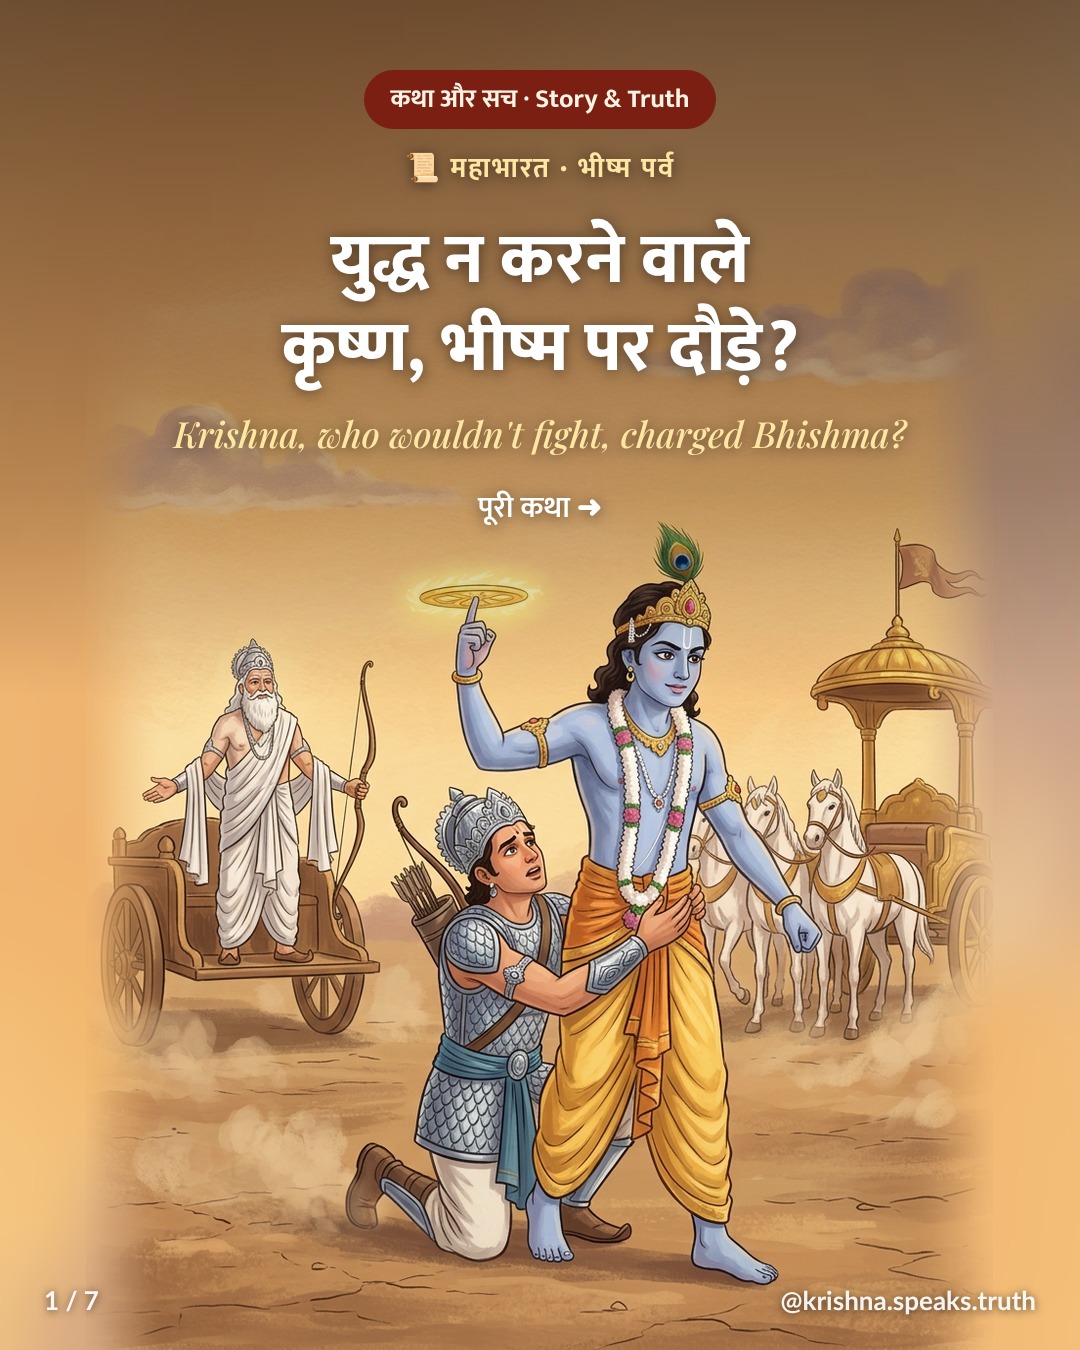 कथा और सच · Story & Truth
📜 महाभारत · भीष्म पर्व
युद्ध न करने वाले
कृष्ण, भीष्म पर दौड़े?
Krishna, who wouldn't fight, charged Bhishma?
पूरी कथा ➜
1 / 7
@krishna.speaks.truth